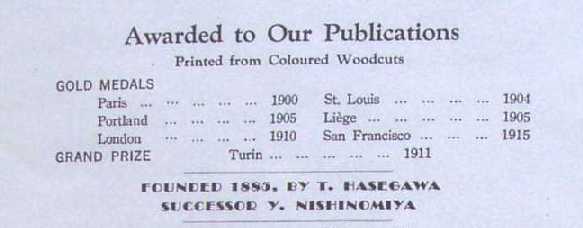 Awarded to Our Publications
Printed from Coloured Woodcuts
GOLD MEDALS
Paris ... ... ... ... ... 1900 St. Louis ... ... ... ... 1904
Portland ... ... ... ... 1905 Liège ... ... ... ... ... 1905
London ... ... ... ... 1910 San Francisco ... ... ... 1915
GRAND PRIZE Turin ... ... ... ... ... 1911
FOUNDED 1885, BY T. HASEGAWA
SUCCESSOR Y. NISHINOMIYA